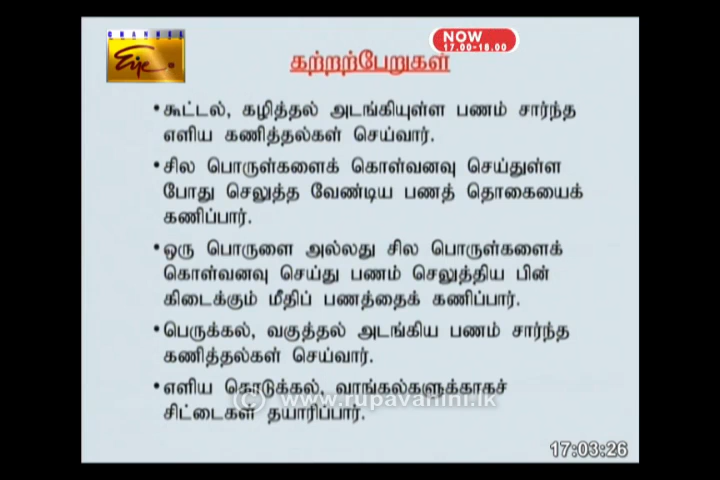 CHANNEL
Eye
NOW
17.00-18.00
கற்றற்பேறுகள்
•கூட்டல், கழித்தல் அடங்கியுள்ள பணம் சார்ந்த
எளிய கணித்தல்கள் செய்வார்.
•சில பொருள்களைக் கொள்வனவு செய்துள்ள
போது செலுத்த வேண்டிய பணத் தொகையைக்
கணிப்பார்.
•ஒரு பொருளை அல்லது சில பொருள்களைக்
கொள்வனவு செய்து பணம் செலுத்திய பின்
கிடைக்கும் மீதிப் பணத்தைக் கணிப்பார்.
•பெருக்கல், வகுத்தல் அடங்கிய பணம் சார்ந்த
கணித்தல்கள் செய்வார்.
•எளிய கொடுக்கல், வாங்கல்களுக்காகச்
© www.rupavahini.lk
சிட்டைகள் தயாரிப்பார்.
17:03:26